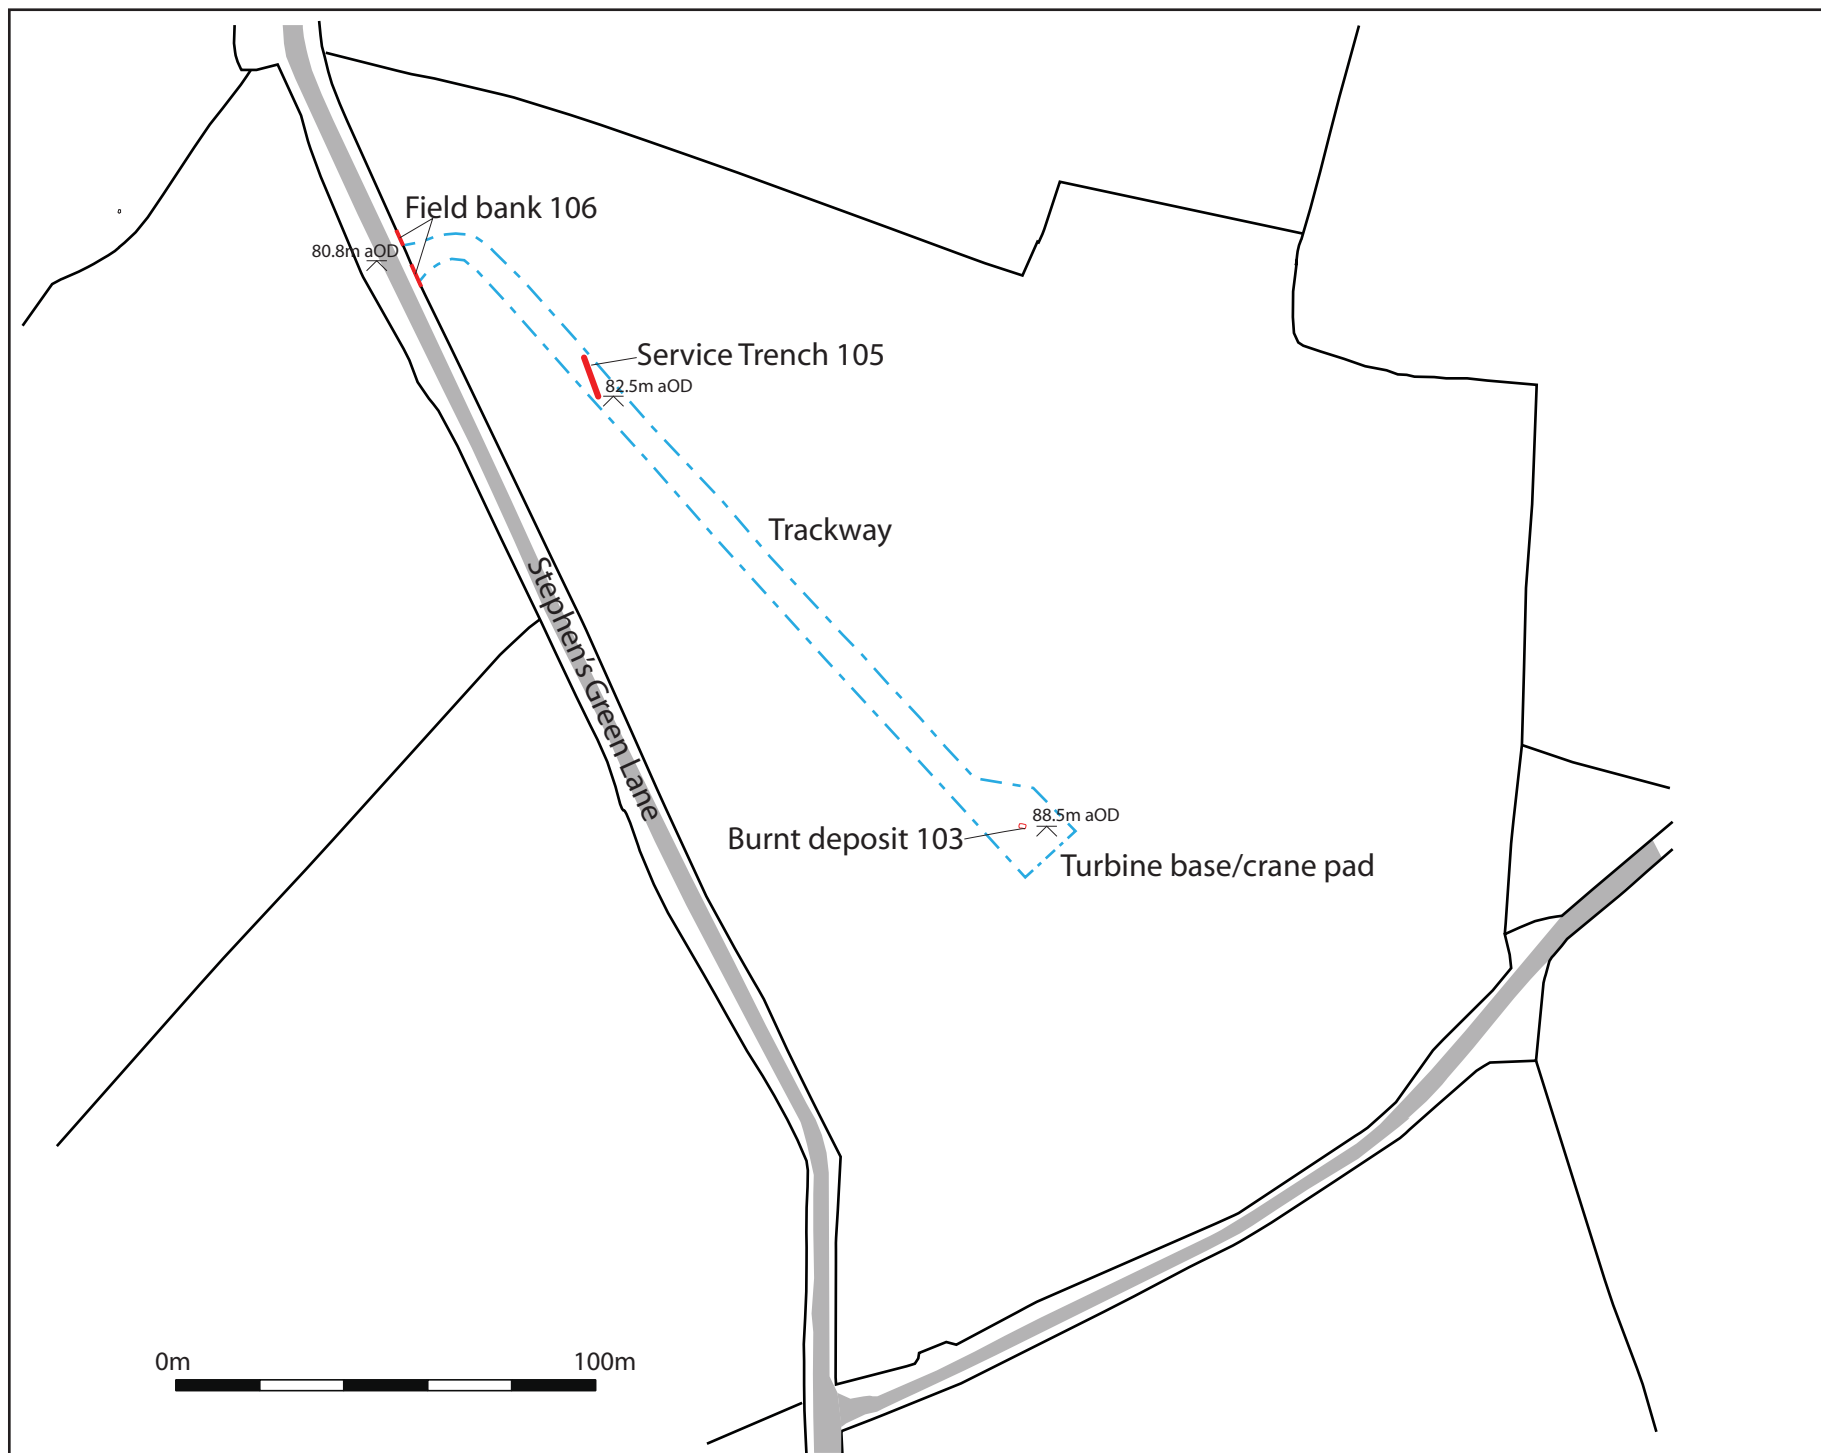 Field bank 106
80.8m aOD
Service Trench 105
82.5m aOD
Trackway
Stephen's Green Lane
88.5m aOD
Burnt deposit 103
Turbine base/crane pad
0m 100m